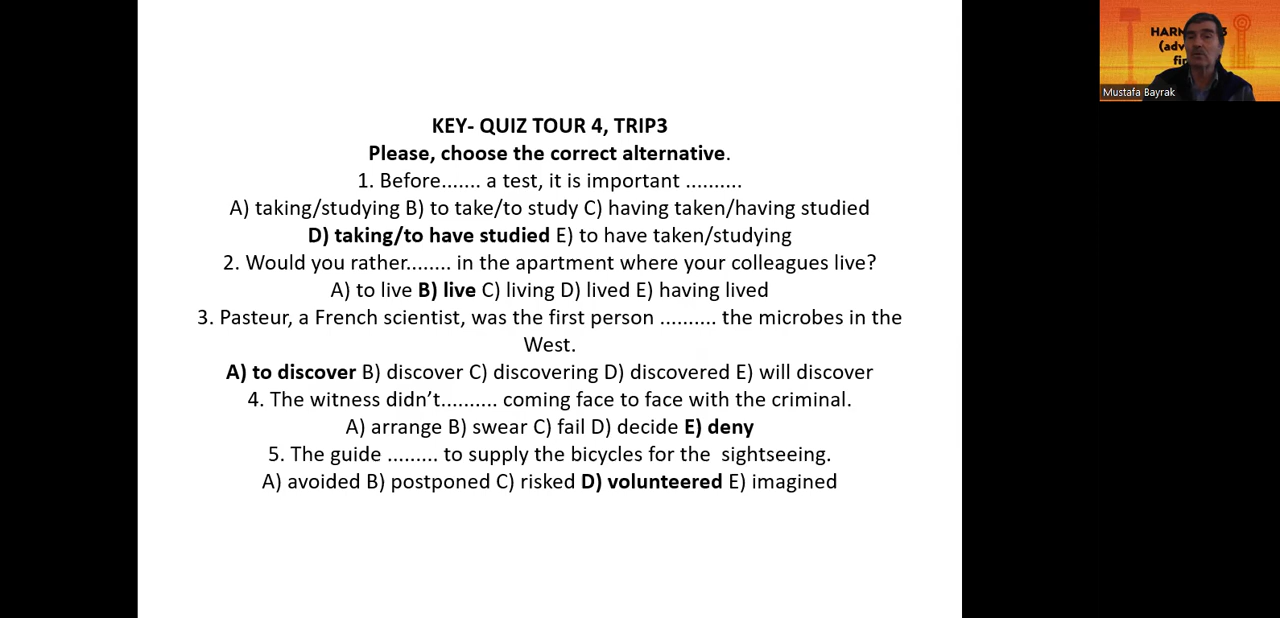 KEY- QUIZ TOUR 4, TRIP3
Please, choose the correct alternative.
1. Before....... a test, it is important ..........
A) taking/studying B) to take/to study C) having taken/having studied
D) taking/to have studied E) to have taken/studying
2. Would you rather........ in the apartment where your colleagues live?
A) to live B) live C) living D) lived E) having lived
3. Pasteur, a French scientist, was the first person .......... the microbes in the
West.
A) to discover B) discover C) discovering D) discovered E) will discover
4. The witness didn’t.......... coming face to face with the criminal.
A) arrange B) swear C) fail D) decide E) deny
5. The guide ......... to supply the bicycles for the  sightseeing.
A) avoided B) postponed C) risked D) volunteered E) imagined
Mustafa Bayrak